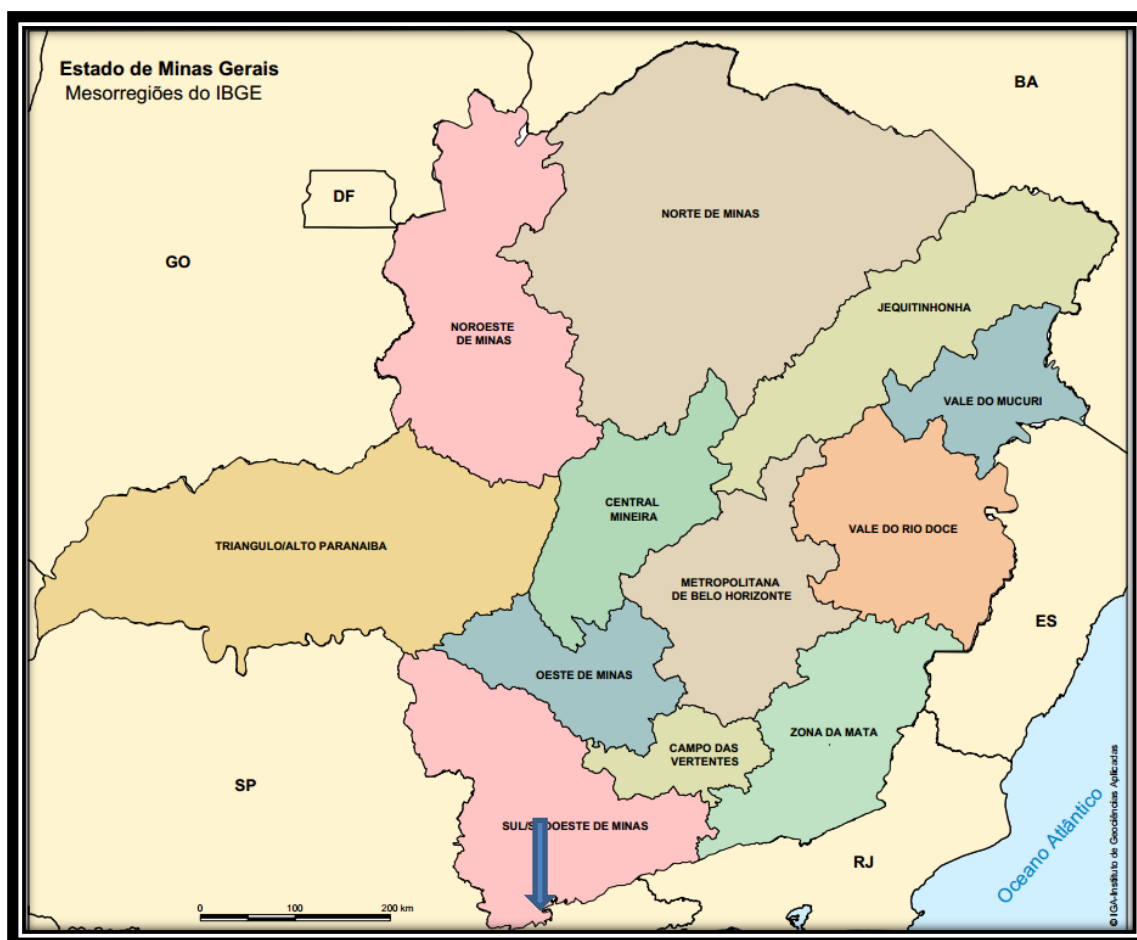 Estado de Minas Gerais
Mesorregiões do IBGE
BA
DF
NORTE DE MINAS
GO
JEQUITINHONHA
NOROESTE
DE MINAS
VALE DO MUCURI
CENTRAL
MINEIRA
VALE DO RIO DOCE
TRIANGULO/ALTO PARANAIBA
METROPOLITANA
DE BELO HORIZONTE
ES
OESTE DE MINAS
ZONA DA MATA
CAMPO DAS
VERTENTES
SP
SUL/SUDOESTE DE MINAS
RJ
Oceano Atlântico
0 100 200 km
© IGA-Instituto de Geociências Aplicadas